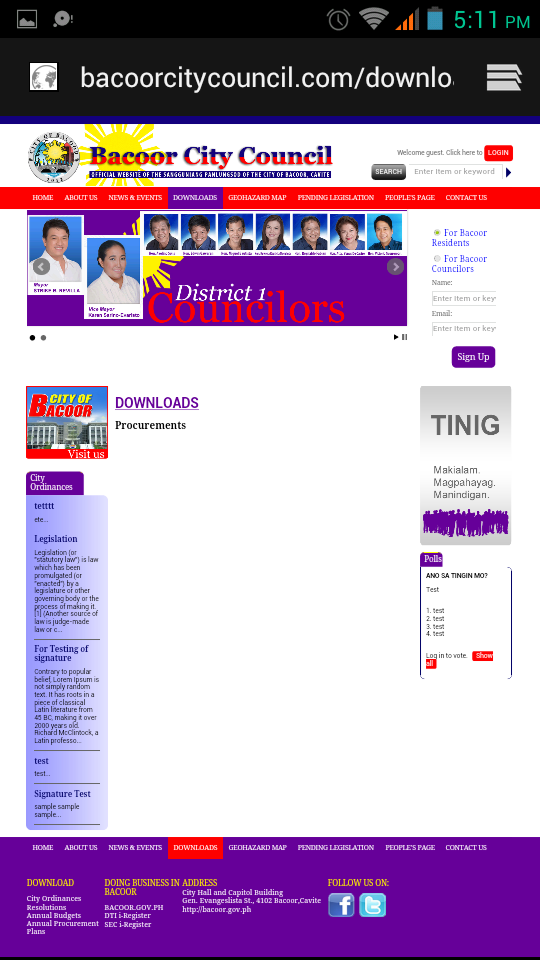 5:11 PM
bacoorcitycouncil.com/downlo
Bacoor City Council
OFFICIAL WEBSITE OF THE SANGGUNIANG PANLUNGSOD OF THE CITY OF BACOOR, CAVITE
Welcome guest. Click here to LOGIN
SEARCH Enter Item or keyword
HOME ABOUT US NEWS & EVENTS DOWNLOADS GEOHAZARD MAP PENDING LEGISLATION PEOPLE'S PAGE CONTACT US
Mayor
STRIKE B. REVILLA
Vice Mayor
Karen Sarino-Evaristo
District 1
Councilors
For Bacoor
Residents
For Bacoor
Councilors
Name:
Enter Item or key
Email:
Enter Item or key
Sign Up
CITY OF
BACOOR
Visit us
DOWNLOADS
Procurements
City
Ordinances
tetttt
ete...
Legislation
Legislation (or
"statutory law") is law
which has been
promulgated (or
"enacted") by a
legislature or other
governing body or the
process of making it.
[1] (Another source of
law is judge-made
law or c...
For Testing of
signature
Contrary to popular
belief, Lorem Ipsum is
not simply random
text. It has roots in a
piece of classical
Latin literature from
45 BC, making it over
2000 years old.
Richard McClintock, a
Latin professo...
test
test...
Signature Test
sample sample
sample...
TINIG
Makialam.
Magpahayag.
Manindigan.
Polls
ANO SA TINGIN MO?
Test
1. test
2. test
3. test
4. test
Log in to vote. Show
all
HOME ABOUT US NEWS & EVENTS DOWNLOADS GEOHAZARD MAP PENDING LEGISLATION PEOPLE'S PAGE CONTACT US
DOWNLOAD
City Ordinances
Resolutions
Annual Budgets
Annual Procurement
Plans
DOING BUSINESS IN
BACOOR
BACOOR.GOV.PH
DTI i-Register
SEC i-Register
ADDRESS
City Hall and Capitol Building
Gen. Evangeslista St., 4102 Bacoor,Cavite
http://bacoor.gov.ph
FOLLOW US ON: